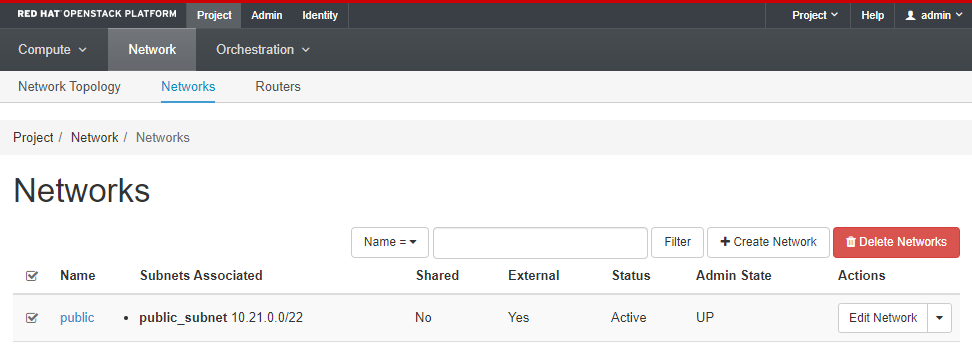 RED HAT OPENSTACK PLATFORM Project Admin Identity Project Help admin
Compute Network Orchestration
Network Topology Networks Routers
Project / Network / Networks
Networks
Name = Filter + Create Network Delete Networks
Name Subnets Associated Shared External Status Admin State Actions
public • public_subnet 10.21.0.0/22 No Yes Active UP Edit Network